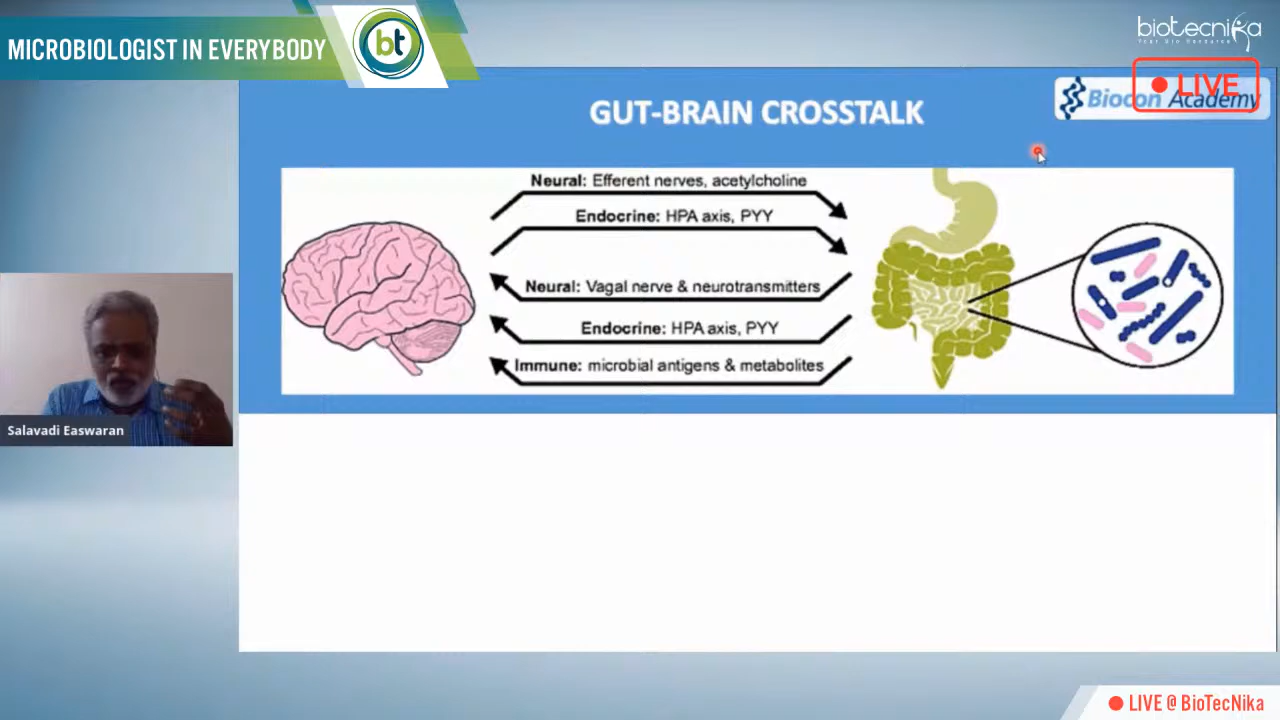 MICROBIOLOGIST IN EVERYBODY
bt
biotecnika
LIVE
Biocon Academy
GUT-BRAIN CROSSTALK
Neural: Efferent nerves, acetylcholine
Endocrine: HPA axis, PYY
Neural: Vagal nerve & neurotransmitters
Endocrine: HPA axis, PYY
Immune: microbial antigens & metabolites
Salavadi Easwaran
LIVE @ BioTecNika